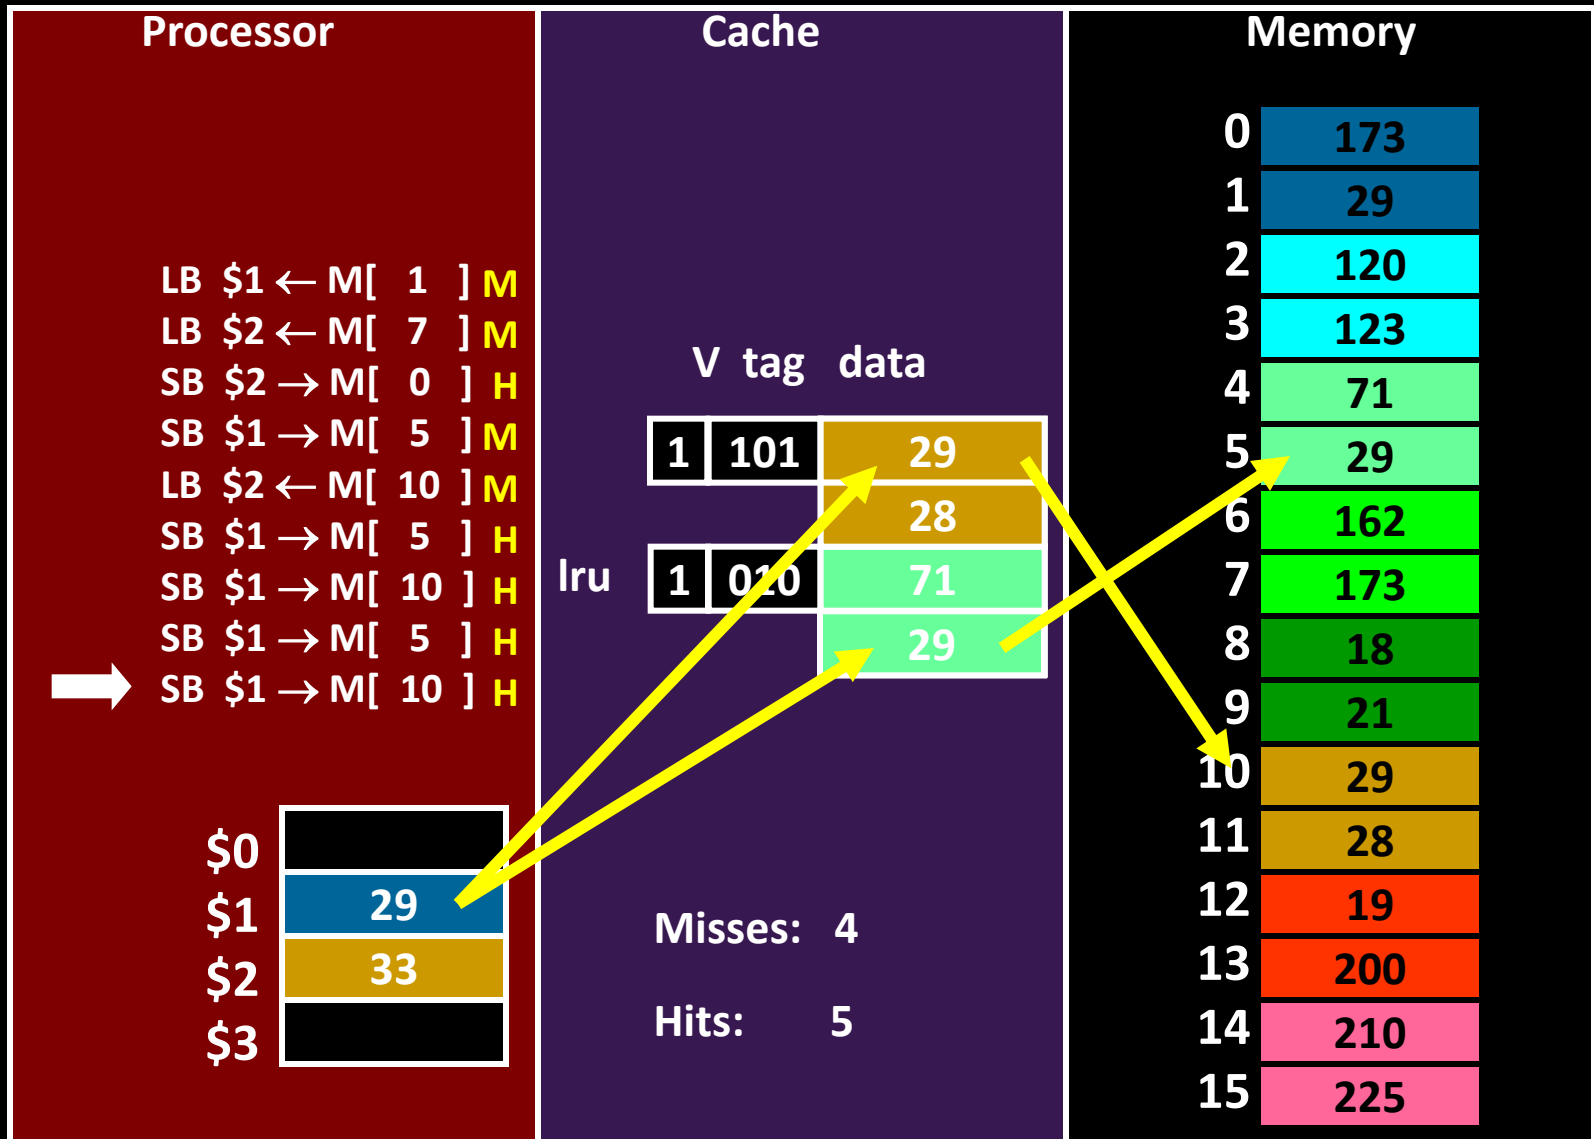 Processor
LB $1 ← M[ 1 ] M
LB $2 ← M[ 7 ] M
SB $2 → M[ 0 ] H
SB $1 → M[ 5 ] M
LB $2 ← M[ 10 ] M
SB $1 → M[ 5 ] H
SB $1 → M[ 10 ] H
SB $1 → M[ 5 ] H
SB $1 → M[ 10 ] H
$0
$1 29
$2 33
$3
Cache
V tag data
1 101 29
28
lru 1 010 71
29
Misses: 4
Hits: 5
Memory
0 173
1 29
2 120
3 123
4 71
5 29
6 162
7 173
8 18
9 21
10 29
11 28
12 19
13 200
14 210
15 225